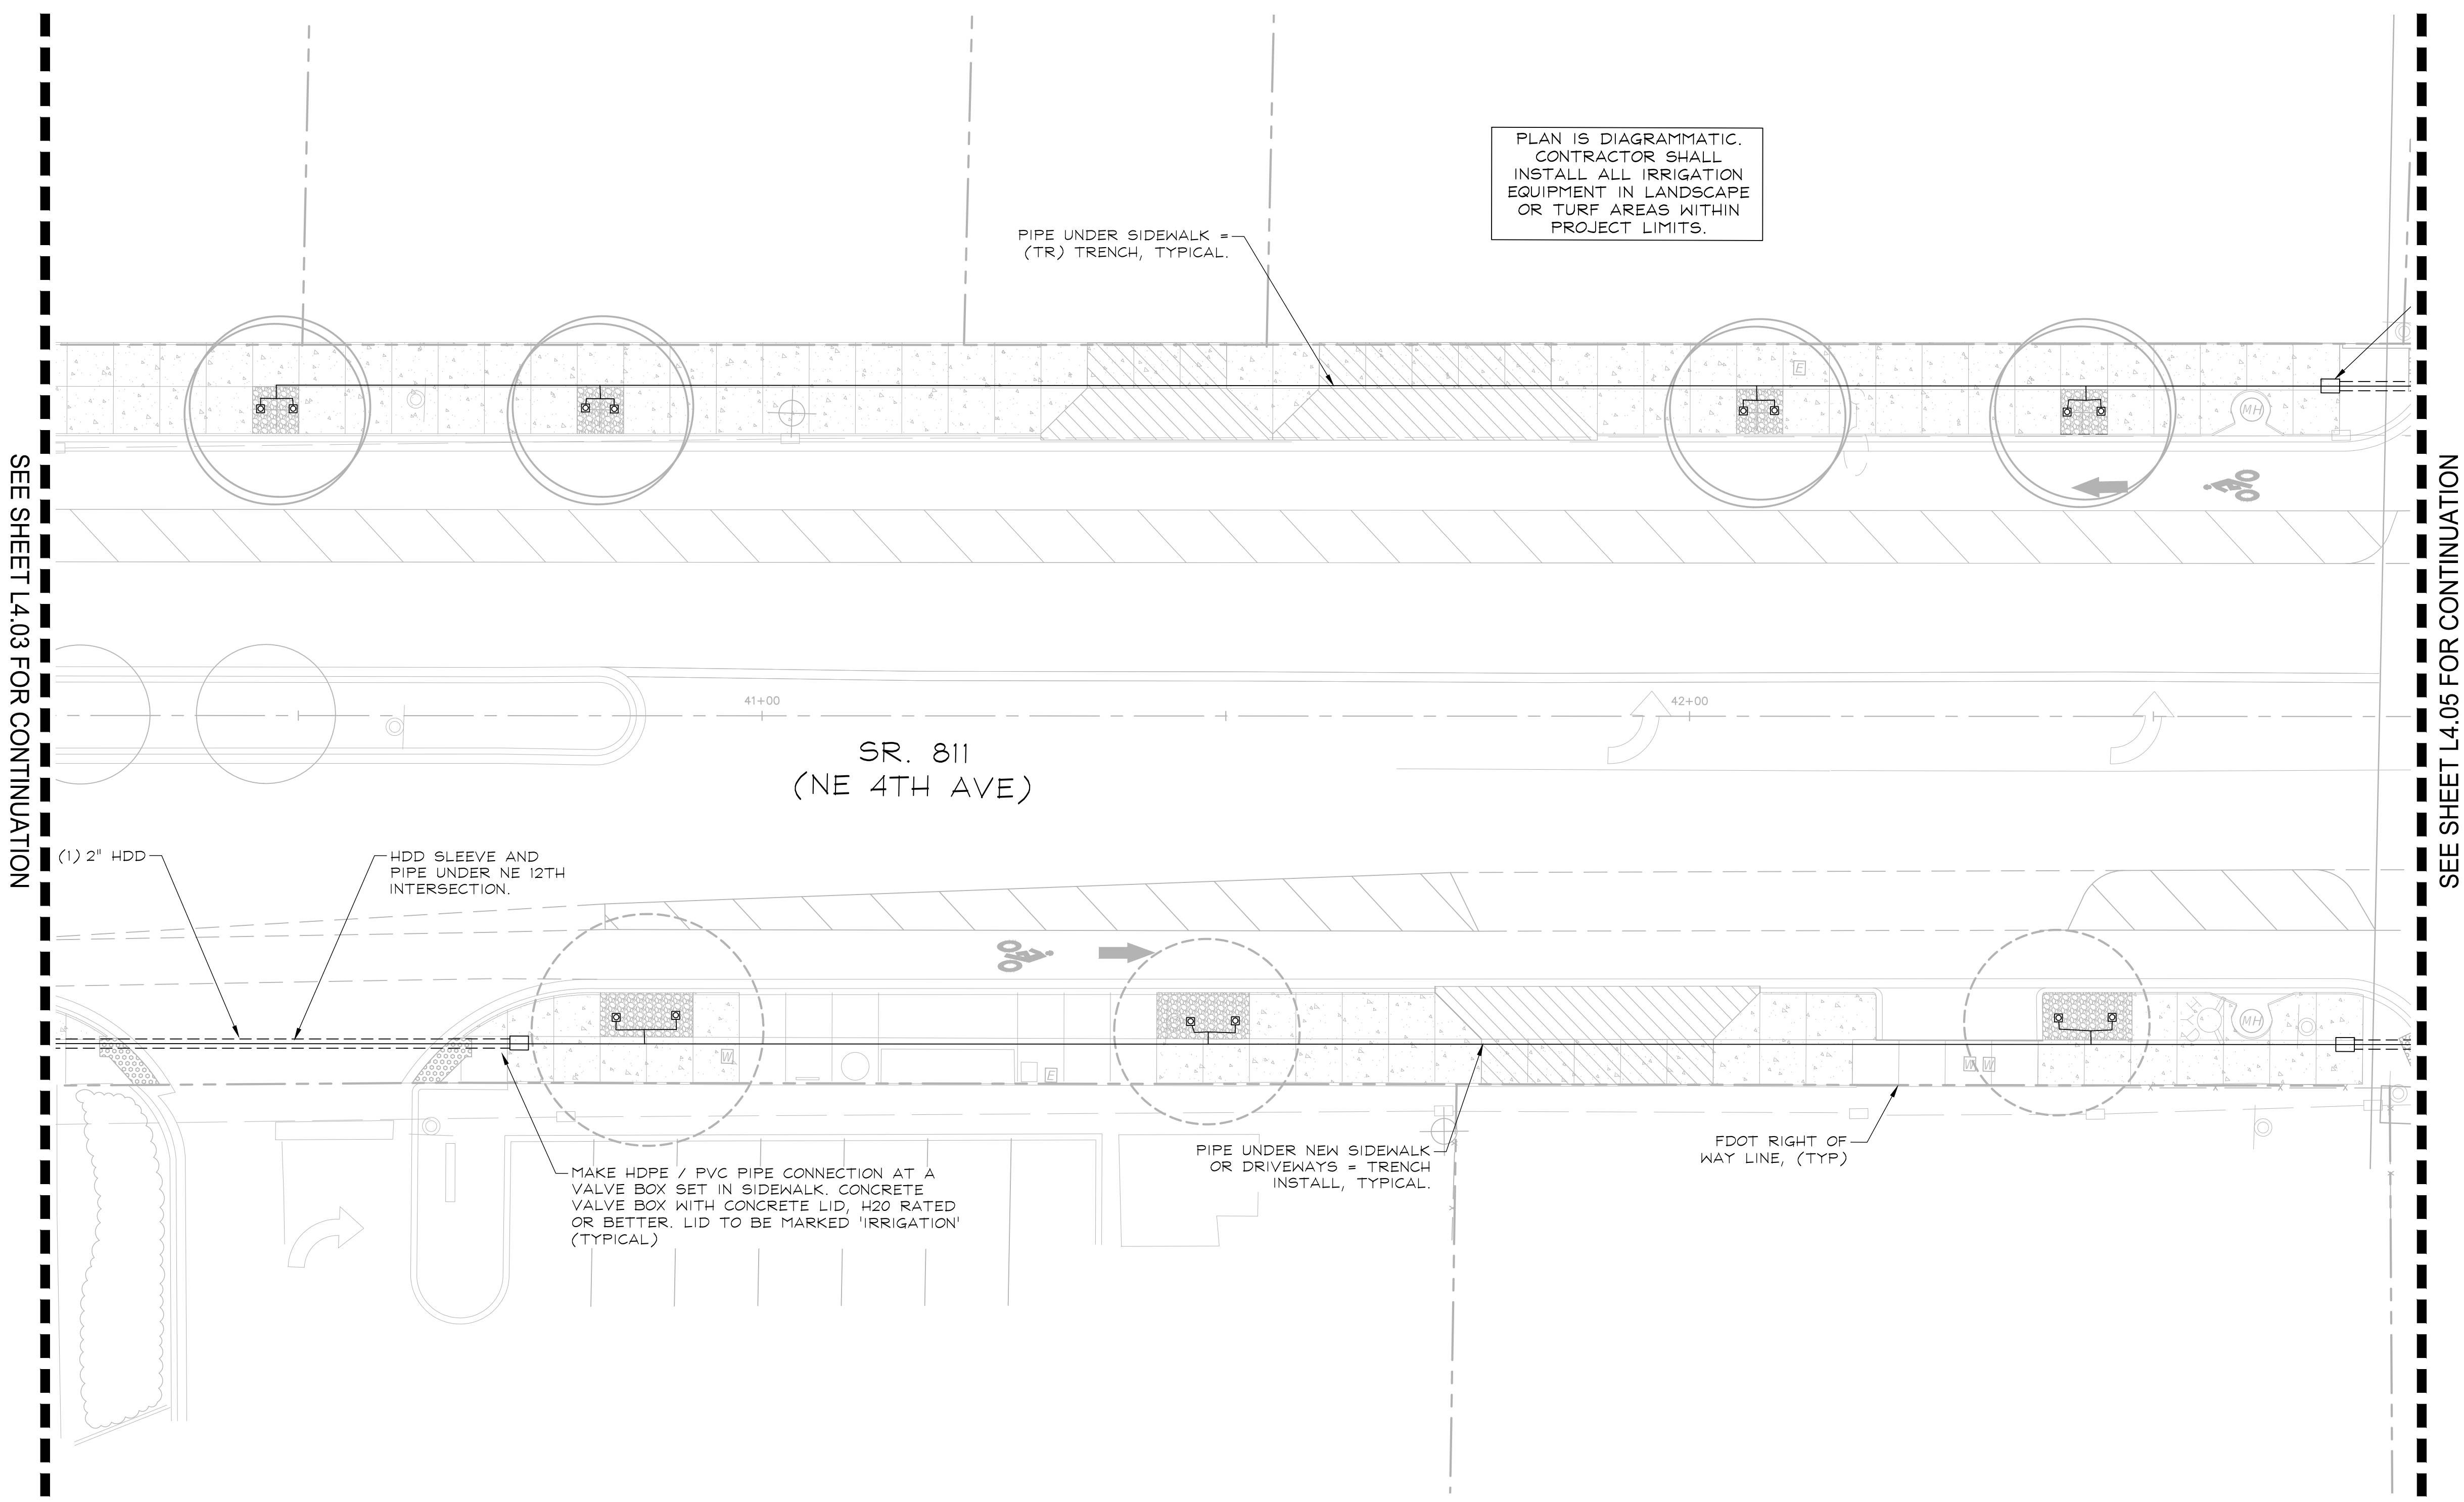 PLAN IS DIAGRAMMATIC.
CONTRACTOR SHALL
INSTALL ALL IRRIGATION
EQUIPMENT IN LANDSCAPE
OR TURF AREAS WITHIN
PROJECT LIMITS.
PIPE UNDER SIDEWALK =
(TR) TRENCH, TYPICAL.
E
MH
SEE SHEET L4.03 FOR CONTINUATION
SEE SHEET L4.05 FOR CONTINUATION
41+00
42+00
SR. 811
(NE 4TH AVE)
(1) 2" HDD
HDD SLEEVE AND
PIPE UNDER NE 12TH
INTERSECTION.
MH
W
E
W W
MAKE HDPE / PVC PIPE CONNECTION AT A
VALVE BOX SET IN SIDEWALK. CONCRETE
VALVE BOX WITH CONCRETE LID, H20 RATED
OR BETTER. LID TO BE MARKED 'IRRIGATION'
(TYPICAL)
PIPE UNDER NEW SIDEWALK
OR DRIVEWAYS = TRENCH
INSTALL, TYPICAL.
FDOT RIGHT OF
WAY LINE, (TYP)